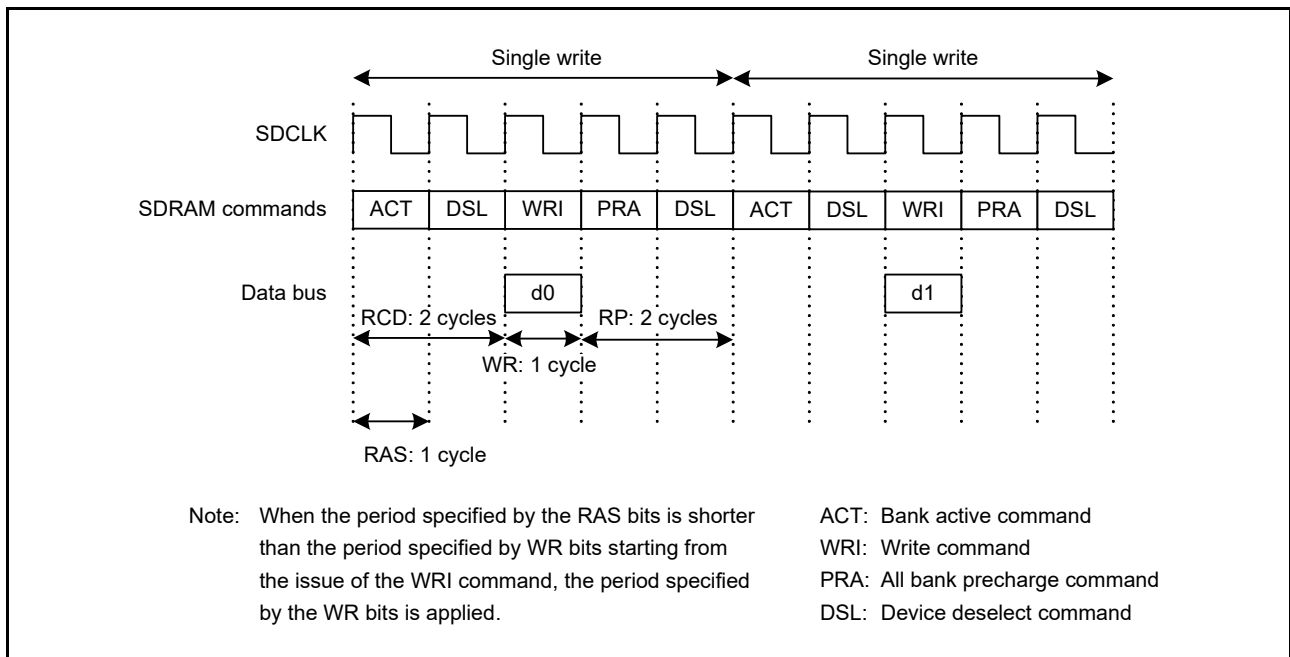 Single write Single write
SDCLK
SDRAM commands ACT DSL WRI PRA DSL ACT DSL WRI PRA DSL
Data bus d0 d1
RCD: 2 cycles RP: 2 cycles
WR: 1 cycle
RAS: 1 cycle
Note: When the period specified by the RAS bits is shorter
than the period specified by WR bits starting from
the issue of the WRI command, the period specified
by the WR bits is applied.
ACT: Bank active command
WRI: Write command
PRA: All bank precharge command
DSL: Device deselect command